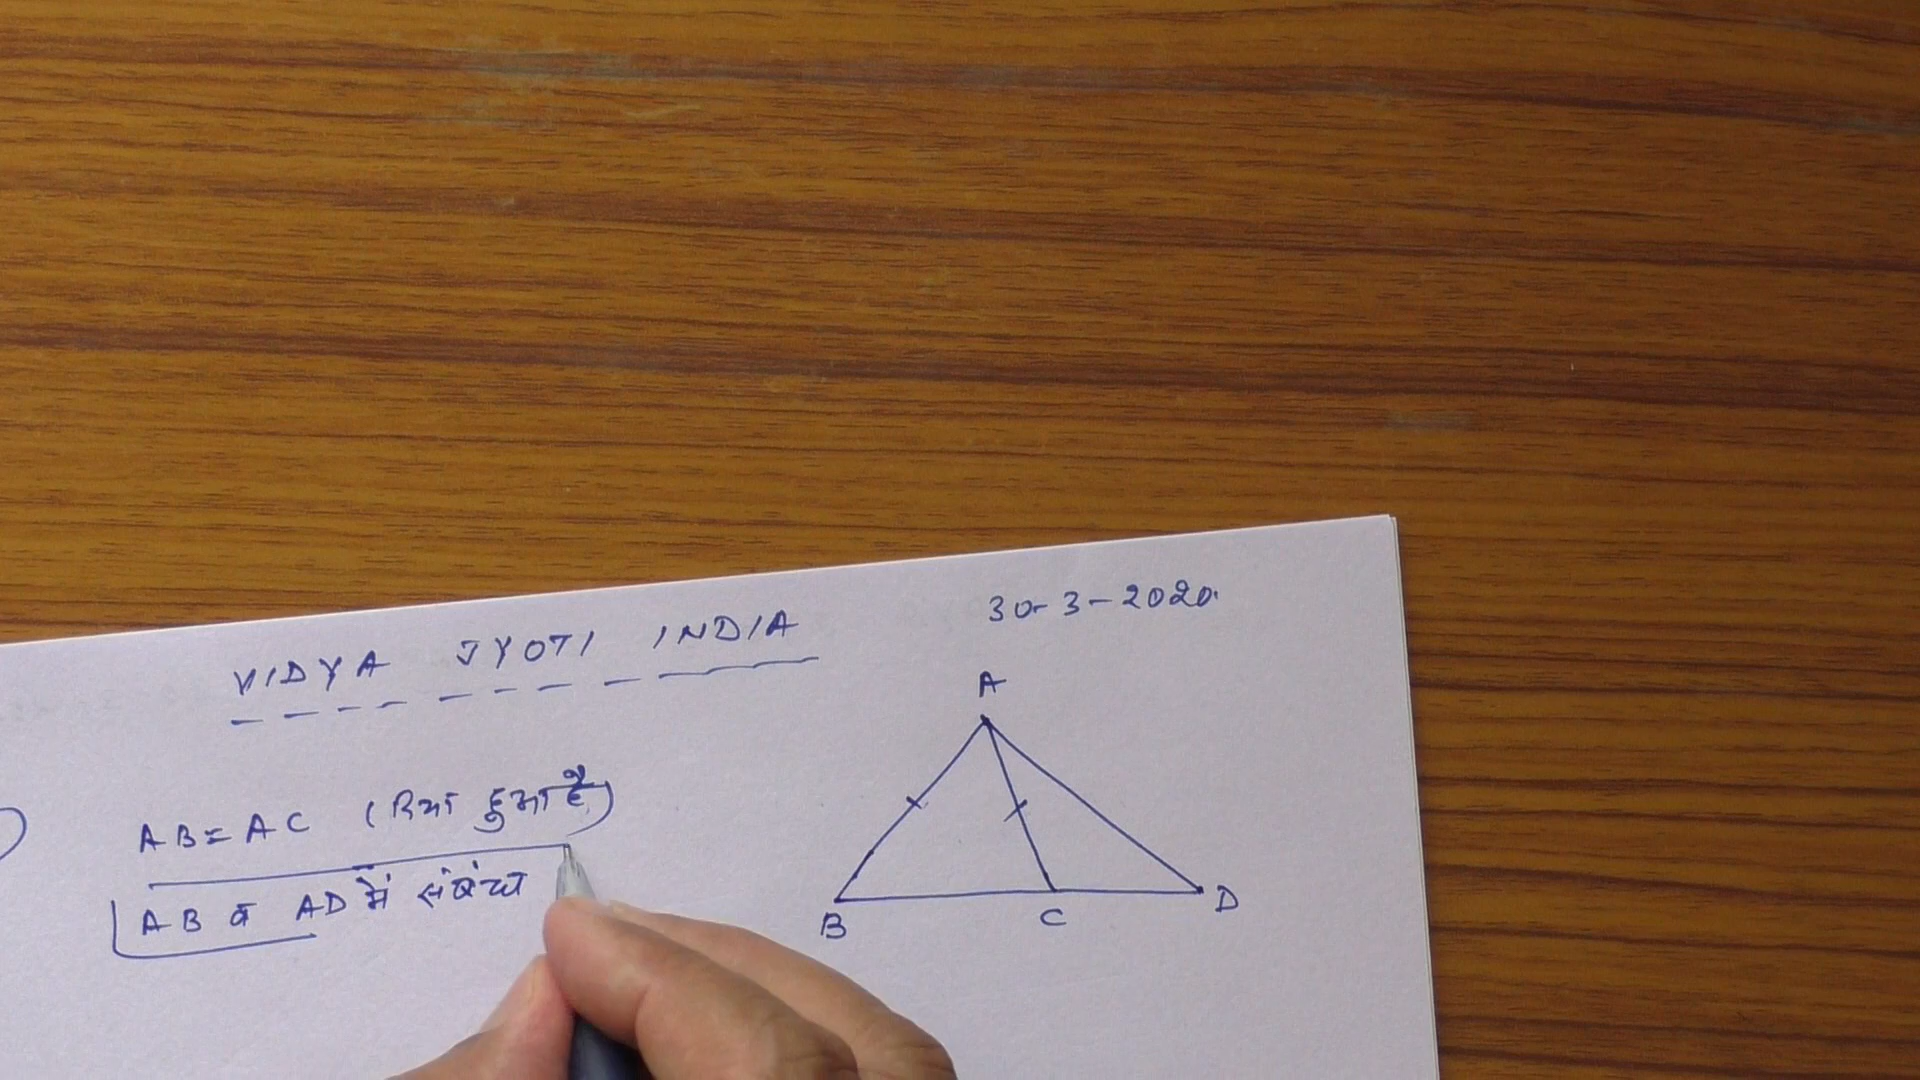 VIDYA JYOTI INDIA
30-3-2020.
AB = AC (दिया हुआ है)
AB व AD में संबंध
A
B
C
D